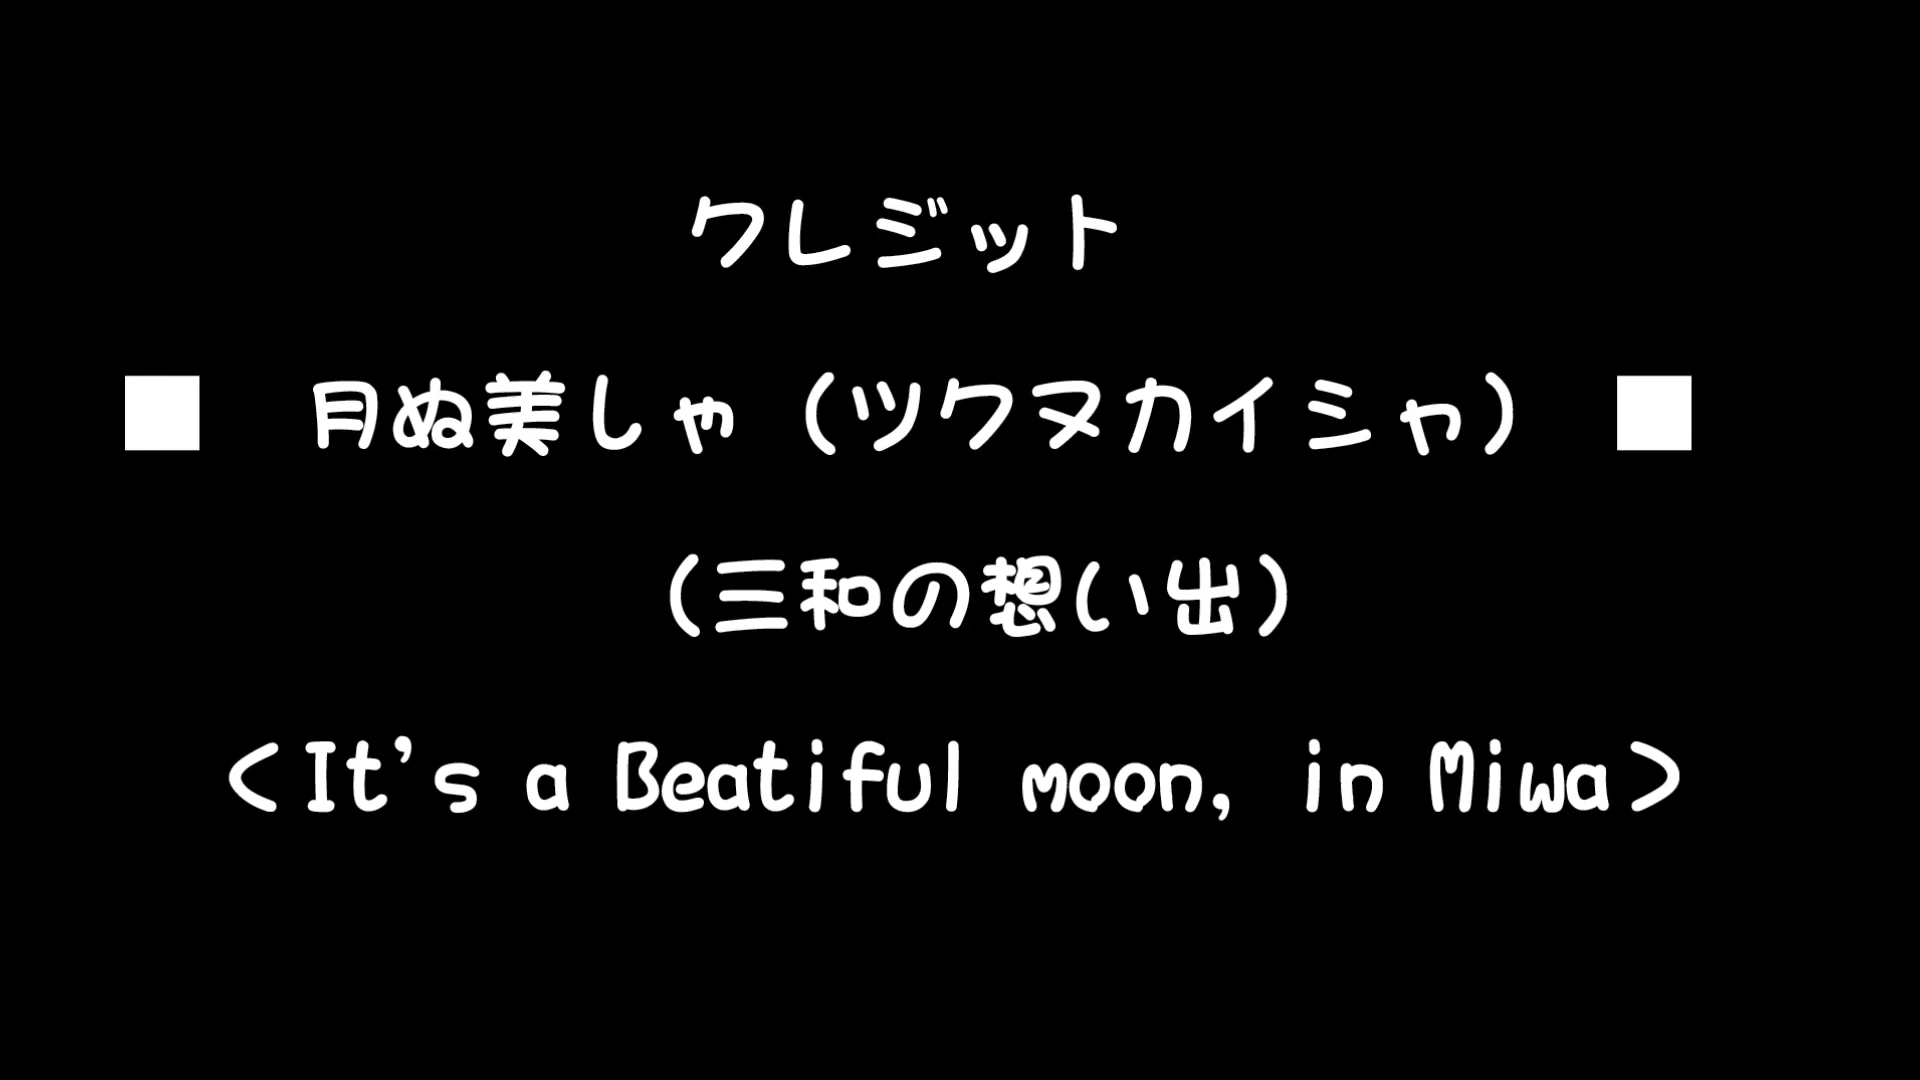 クレジット
■ 月ぬ美しゃ（ツクヌカイシャ） ■
（三和の想い出）
＜It's a Beatiful moon, in Miwa＞